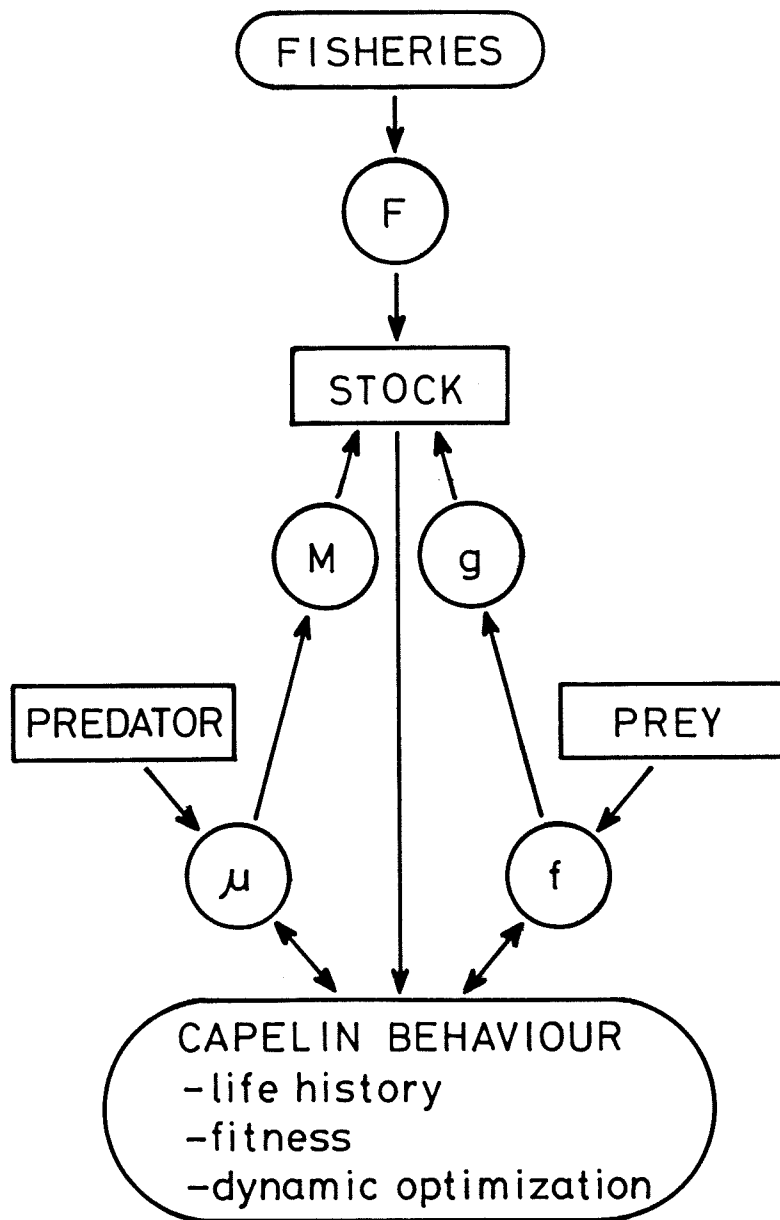 FISHERIES
F
STOCK
M
g
PREDATOR
PREY
μ
f
CAPELIN BEHAVIOUR
-life history
-fitness
-dynamic optimization